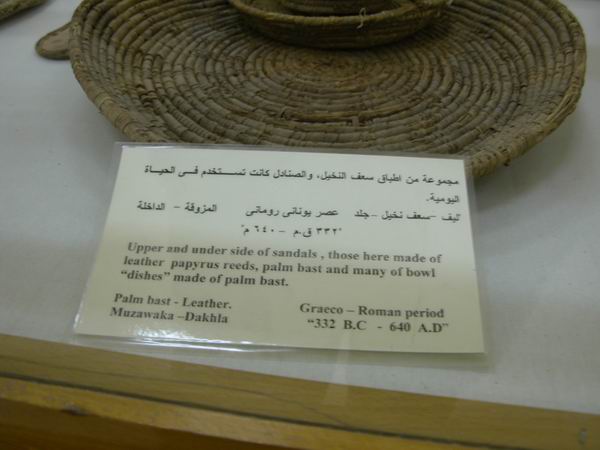 مجموعة من اطباق سعف النخيل، والصنادل كانت تستخدم فى الحياة
اليومية.
ليف -سعف نخيل -جلد عصر يونانى رومانى المزوقة - الداخلة
"٣٣٢ ق.م - ٦٤٠ م"
Upper and under side of sandals , those here made of
leather papyrus reeds, palm bast and many of bowl
“dishes” made of palm bast.
Palm bast - Leather. Graeco – Roman period
Muzawaka –Dakhla “332 B.C - 640 A.D”